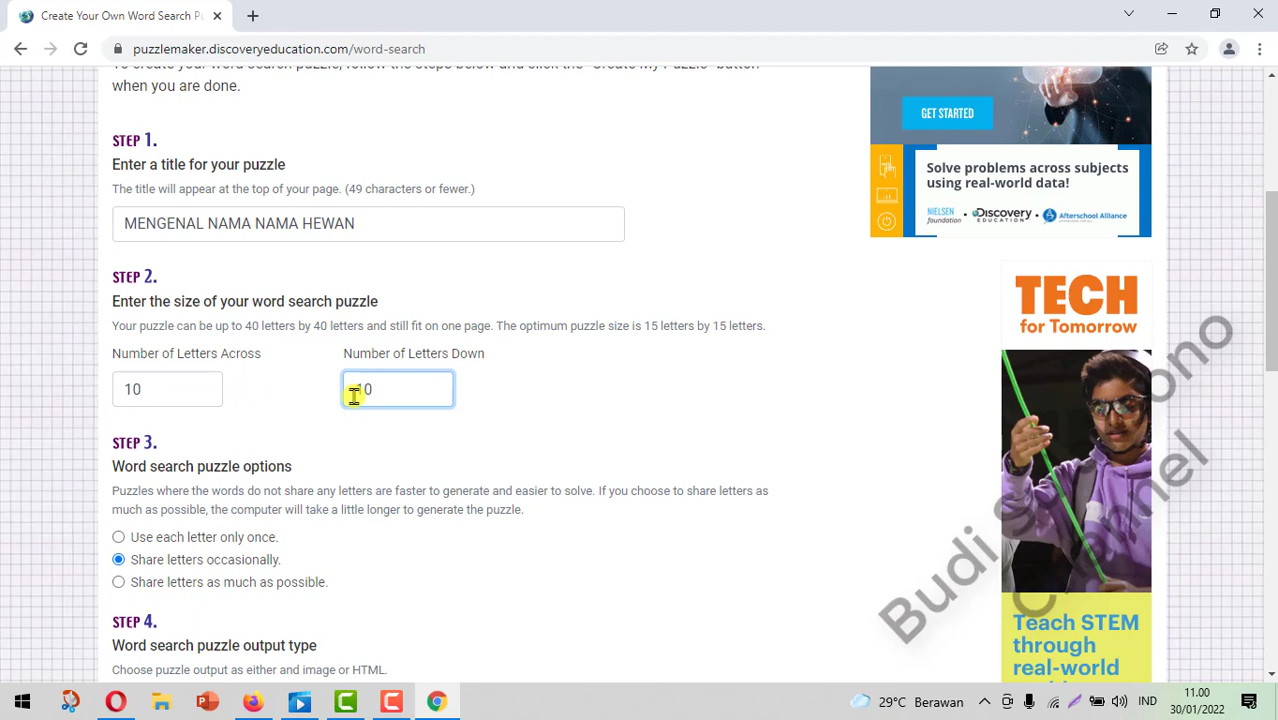 Create Your Own Word Search P
puzzlemaker.discoveryeducation.com/word-search
when you are done.
STEP 1.
Enter a title for your puzzle
The title will appear at the top of your page. (49 characters or fewer.)
MENGENAL NAMA NAMA HEWAN
STEP 2.
Enter the size of your word search puzzle
Your puzzle can be up to 40 letters by 40 letters and still fit on one page. The optimum puzzle size is 15 letters by 15 letters.
Number of Letters Across
Number of Letters Down
10
10
STEP 3.
Word search puzzle options
Puzzles where the words do not share any letters are faster to generate and easier to solve. If you choose to share letters as
much as possible, the computer will take a little longer to generate the puzzle.
Use each letter only once.
Share letters occasionally.
Share letters as much as possible.
STEP 4.
Word search puzzle output type
Choose puzzle output as either and image or HTML.
GET STARTED
Solve problems across subjects
using real-world data!
NIELSEN
foundation
Discovery
EDUCATION
Afterschool Alliance
TECH
for Tomorrow
Teach STEM
through
real-world
Budi
29°C Berawan
IND
11.00
30/01/2022